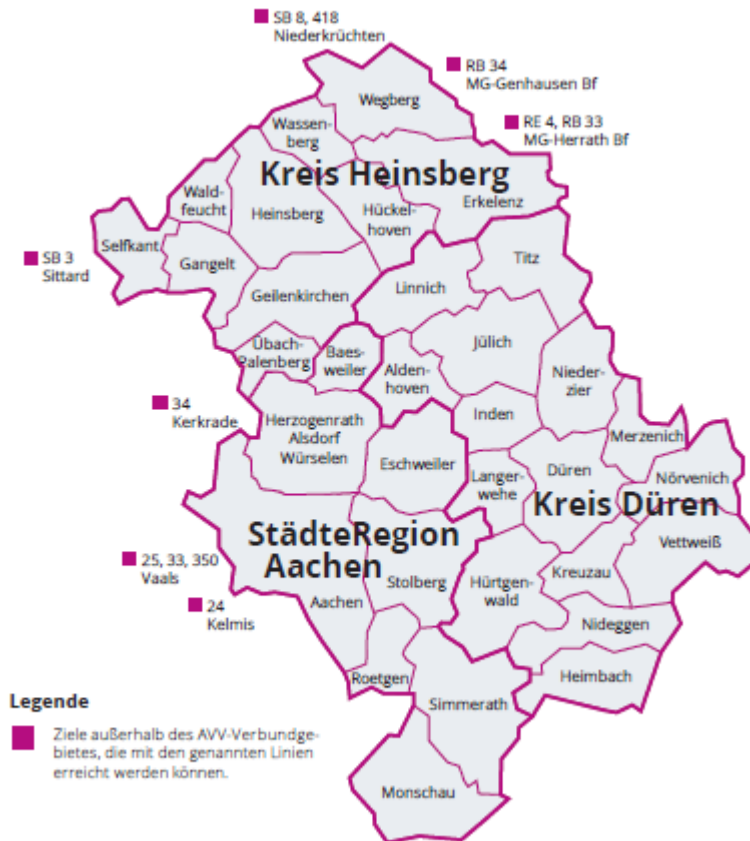 SB 8, 418
Niederkrüchten
RB 34
MG-Genhausen Bf
RE 4, RB 33
MG-Herrath Bf
Wegberg
Wassen-
berg
Kreis Heinsberg
Wald-
feucht
Heinsberg
Hückel-
hoven
Erkelenz
Selfkant
SB 3
Sittard
Gangelt
Titz
Linnich
Geilenkirchen
Übach-
Palenberg
Baes-
weiler
Jülich
Aldenhoven
Nieder-
zier
34
Kerkrade
Inden
Herzogenrath
Alsdorf
Würselen
Merzenich
Eschweiler
Langer-
wehe
Düren
Nörvenich
Kreis Düren
StädteRegion
Aachen
Vettweiß
25, 33, 350
Vaals
Kreuzau
Stolberg
Hürtgen-
wald
24
Kelmis
Aachen
Nideggen
Roetgen
Heimbach
Simmerath
Monschau
Legende
Ziele außerhalb des AVV-Verbundge-
bietes, die mit den genannten Linien
erreicht werden können.